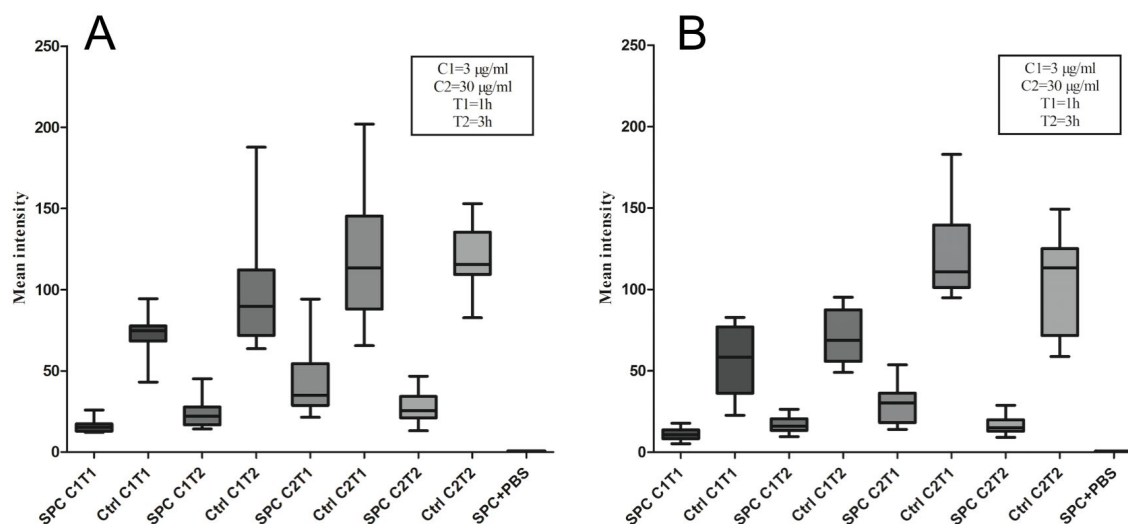 A
250
200
150
100
50
0
Mean intensity
C1=3 µg/ml
C2=30 µg/ml
T1=1h
T2=3h
SPC C1T1
Ctrl C1T1
SPC C1T2
Ctrl C1T2
SPC C2T1
Ctrl C2T1
SPC C2T2
Ctrl C2T2
SPC+PBS
B
250
200
150
100
50
0
Mean intensity
C1=3 µg/ml
C2=30 µg/ml
T1=1h
T2=3h
SPC C1T1
Ctrl C1T1
SPC C1T2
Ctrl C1T2
SPC C2T1
Ctrl C2T1
SPC C2T2
Ctrl C2T2
SPC+PBS